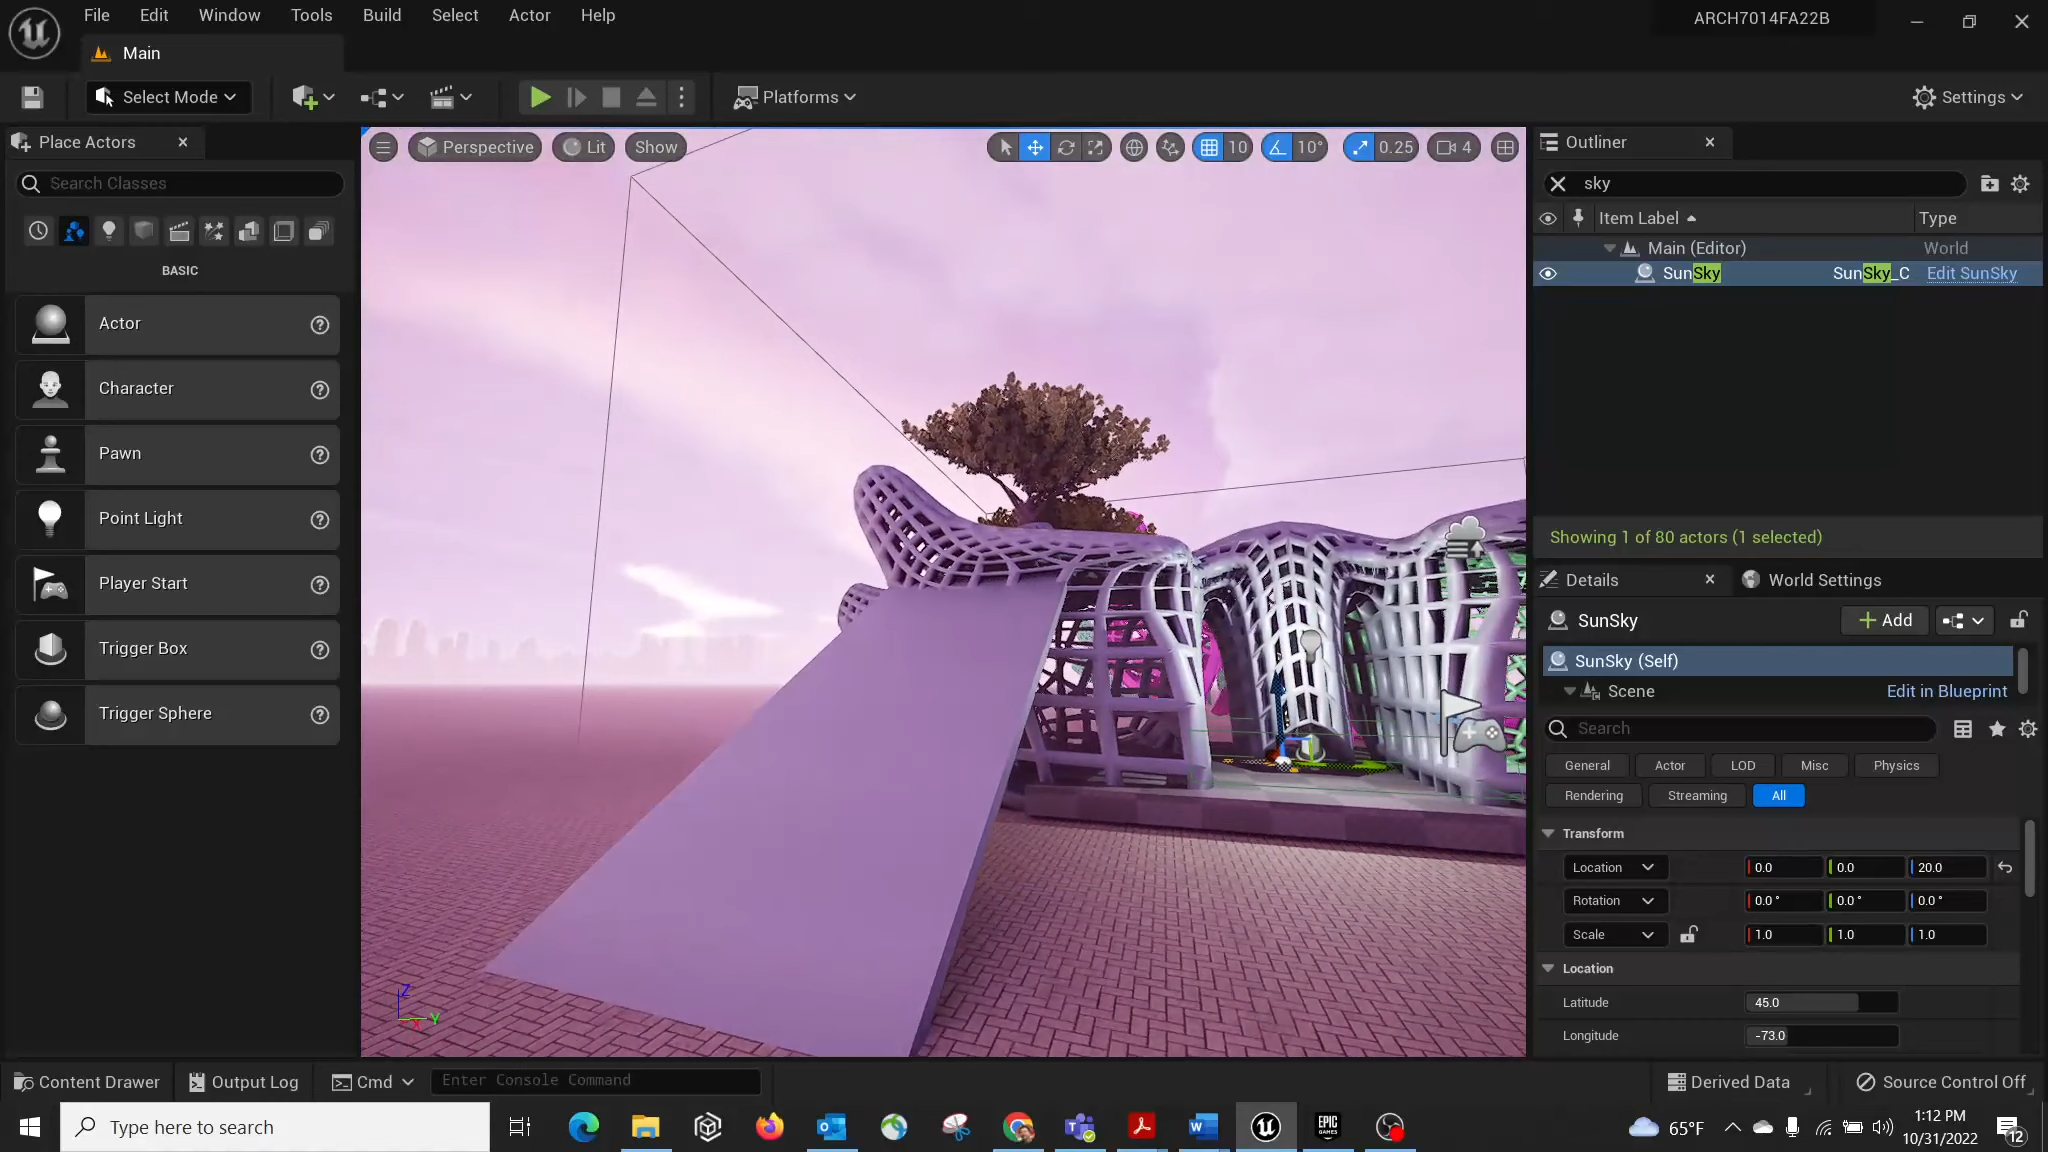 File Edit Window Tools Build Select Actor Help
ARCH7014FA22B
Main
Select Mode
Platforms
Settings
Place Actors
Search Classes
BASIC
Actor
Character
Pawn
Point Light
Player Start
Trigger Box
Trigger Sphere
Perspective Lit Show
10 10° 0.25 4
Outliner
sky
Item Label Type
Main (Editor) World
SunSky SunSky_C Edit SunSky
Showing 1 of 80 actors (1 selected)
Details World Settings
SunSky Add
SunSky (Self)
Scene Edit in Blueprint
Search
General Actor LOD Misc Physics
Rendering Streaming All
Transform
Location 0.0 0.0 20.0
Rotation 0.0° 0.0° 0.0°
Scale 1.0 1.0 1.0
Location
Latitude 45.0
Longitude -73.0
Z
X Y
Content Drawer Output Log Cmd Enter Console Command
Derived Data Source Control Off
Type here to search
EPIC GAMES
65°F
1:12 PM
10/31/2022
12